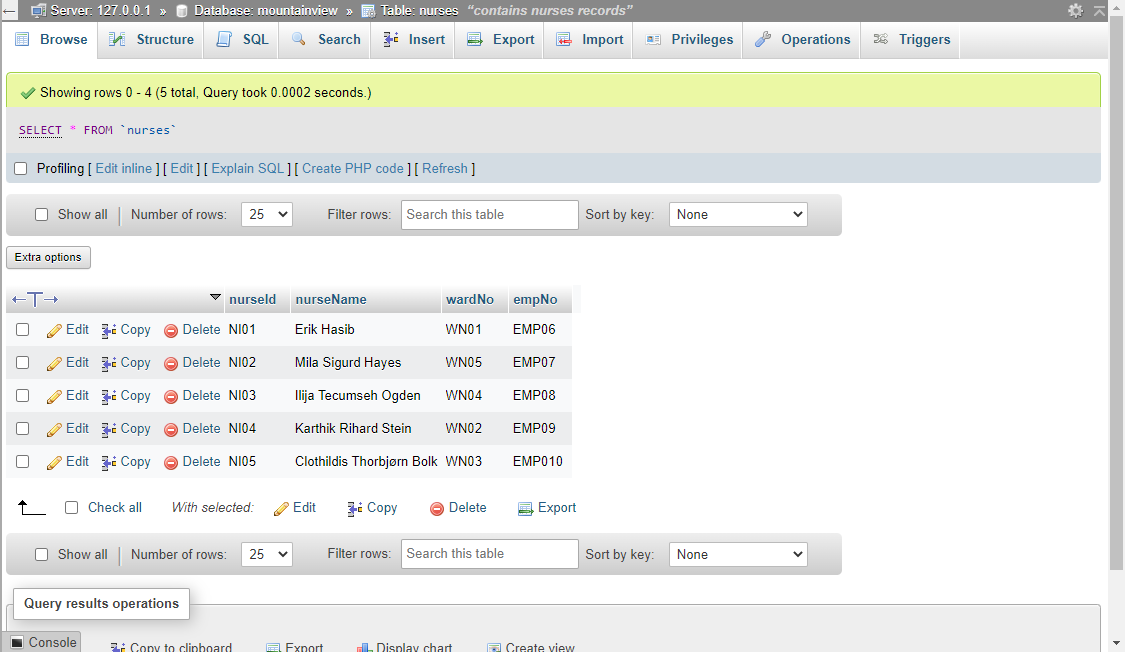 Server: 127.0.0.1 » Database: mountainview » Table: nurses “contains nurses records”
Browse Structure SQL Search Insert Export Import Privileges Operations Triggers
Showing rows 0 - 4 (5 total, Query took 0.0002 seconds.)
SELECT * FROM `nurses`
Profiling [ Edit inline ] [ Edit ] [ Explain SQL ] [ Create PHP code ] [ Refresh ]
Show all | Number of rows: 25 Filter rows: Search this table Sort by key: None
Extra options
←T→ nurseId nurseName wardNo empNo
Edit Copy Delete NI01 Erik Hasib WN01 EMP06
Edit Copy Delete NI02 Mila Sigurd Hayes WN05 EMP07
Edit Copy Delete NI03 Ilija Tecumseh Ogden WN04 EMP08
Edit Copy Delete NI04 Karthik Rihard Stein WN02 EMP09
Edit Copy Delete NI05 Clothildis Thorbjørn Bolk WN03 EMP010
Check all With selected: Edit Copy Delete Export
Show all | Number of rows: 25 Filter rows: Search this table Sort by key: None
Query results operations
Console Copy to clipboard Export Display chart Create view